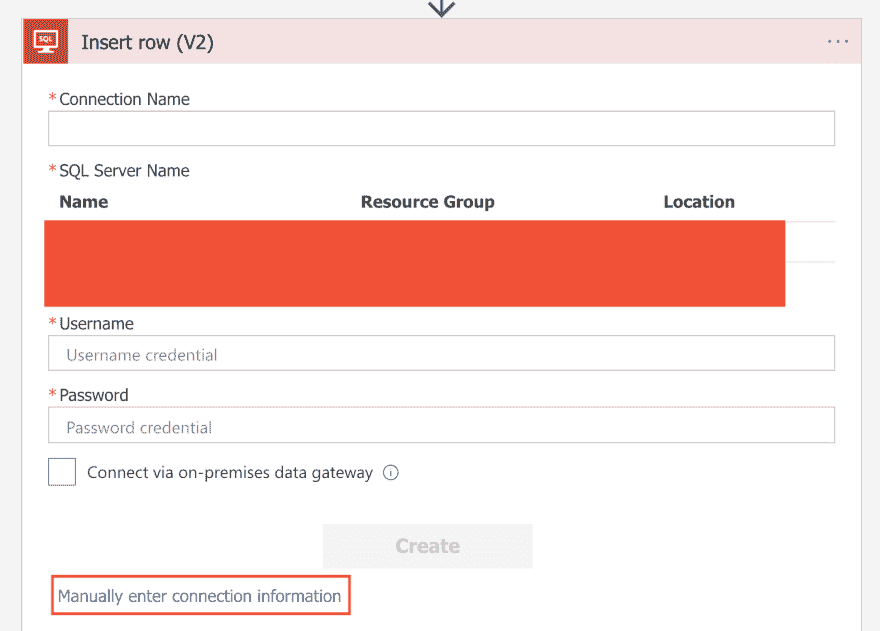 SQL
Insert row (V2)
* Connection Name
* SQL Server Name
Name Resource Group Location
* Username
Username credential
* Password
Password credential
Connect via on-premises data gateway
Create
Manually enter connection information